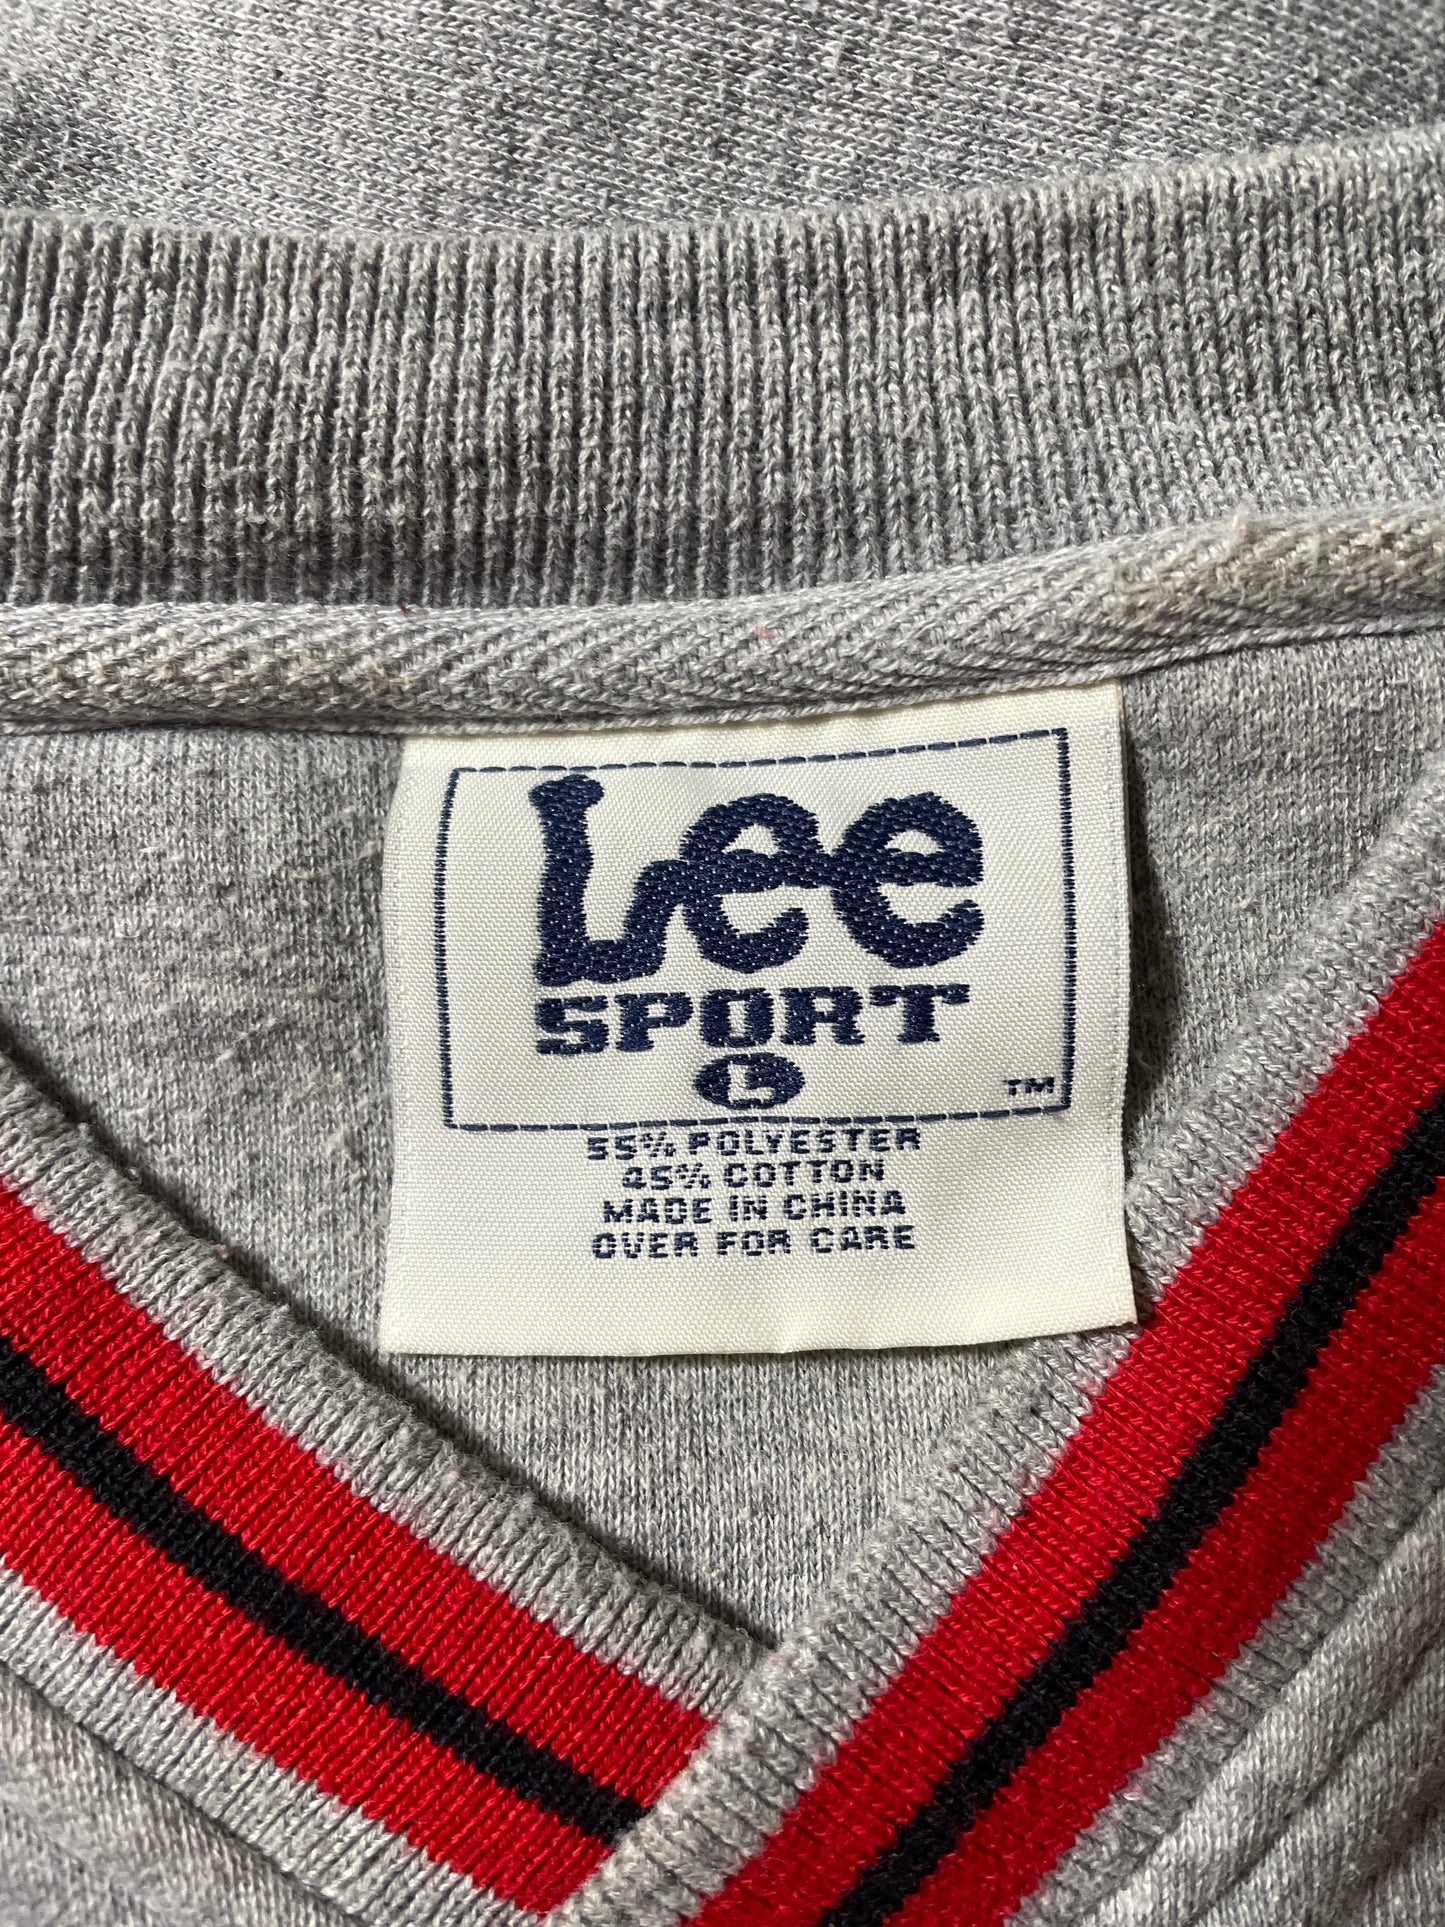 Lee
SPORT
L
TM
55% POLYESTER
45% COTTON
MADE IN CHINA
OVER FOR CARE